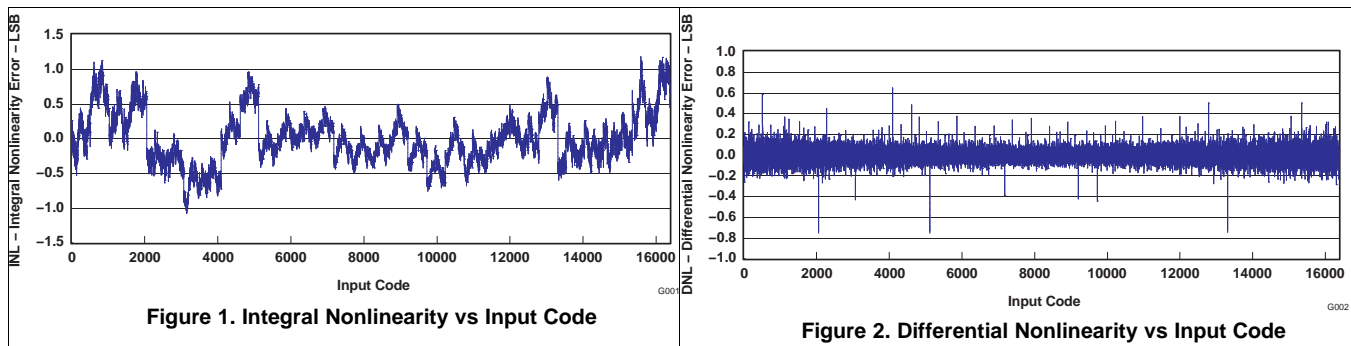 INL – Integral Nonlinearity Error – LSB
1.5
1.0
0.5
0.0
–0.5
–1.0
–1.5
0 2000 4000 6000 8000 10000 12000 14000 16000
Input Code
G001
Figure 1. Integral Nonlinearity vs Input Code
DNL – Differential Nonlinearity Error – LSB
1.0
0.8
0.6
0.4
0.2
0.0
–0.2
–0.4
–0.6
–0.8
–1.0
0 2000 4000 6000 8000 10000 12000 14000 16000
Input Code
G002
Figure 2. Differential Nonlinearity vs Input Code